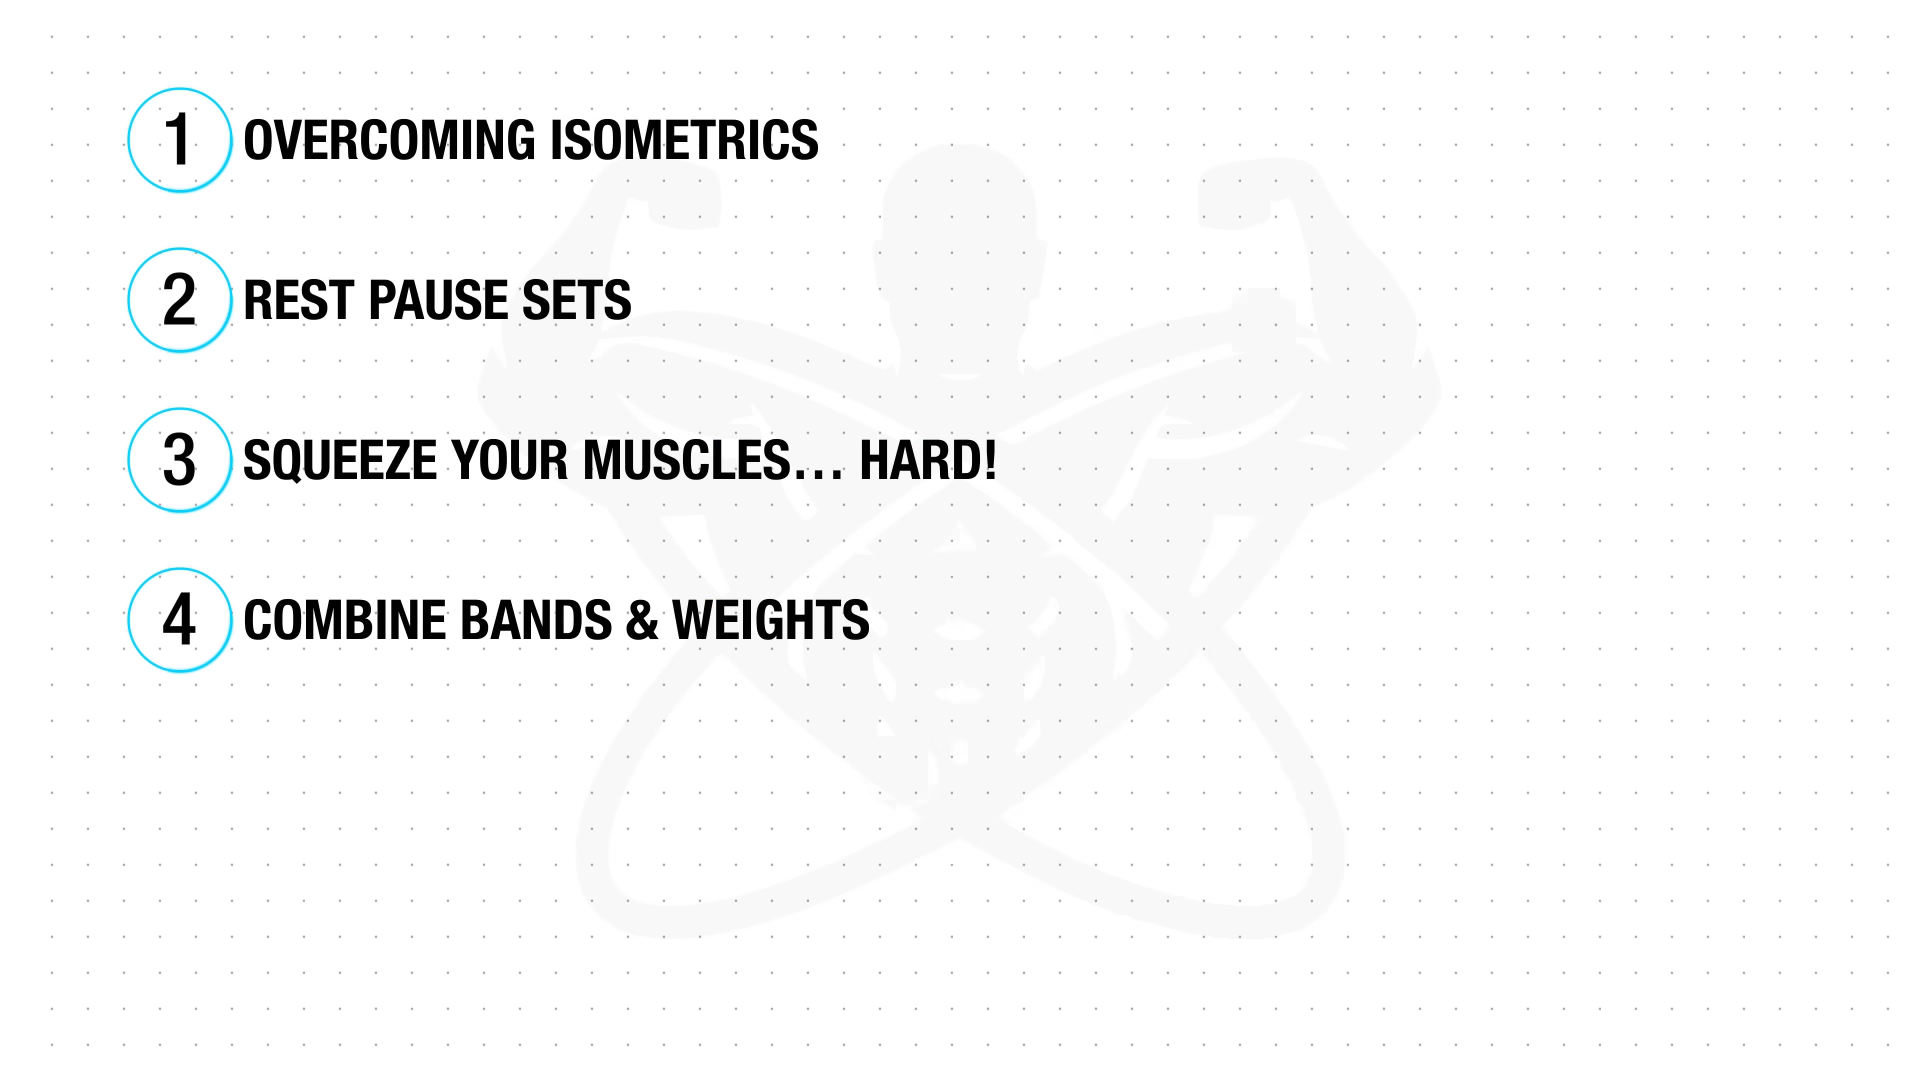 1 OVERCOMING ISOMETRICS
2 REST PAUSE SETS
3 SQUEEZE YOUR MUSCLES... HARD!
4 COMBINE BANDS & WEIGHTS